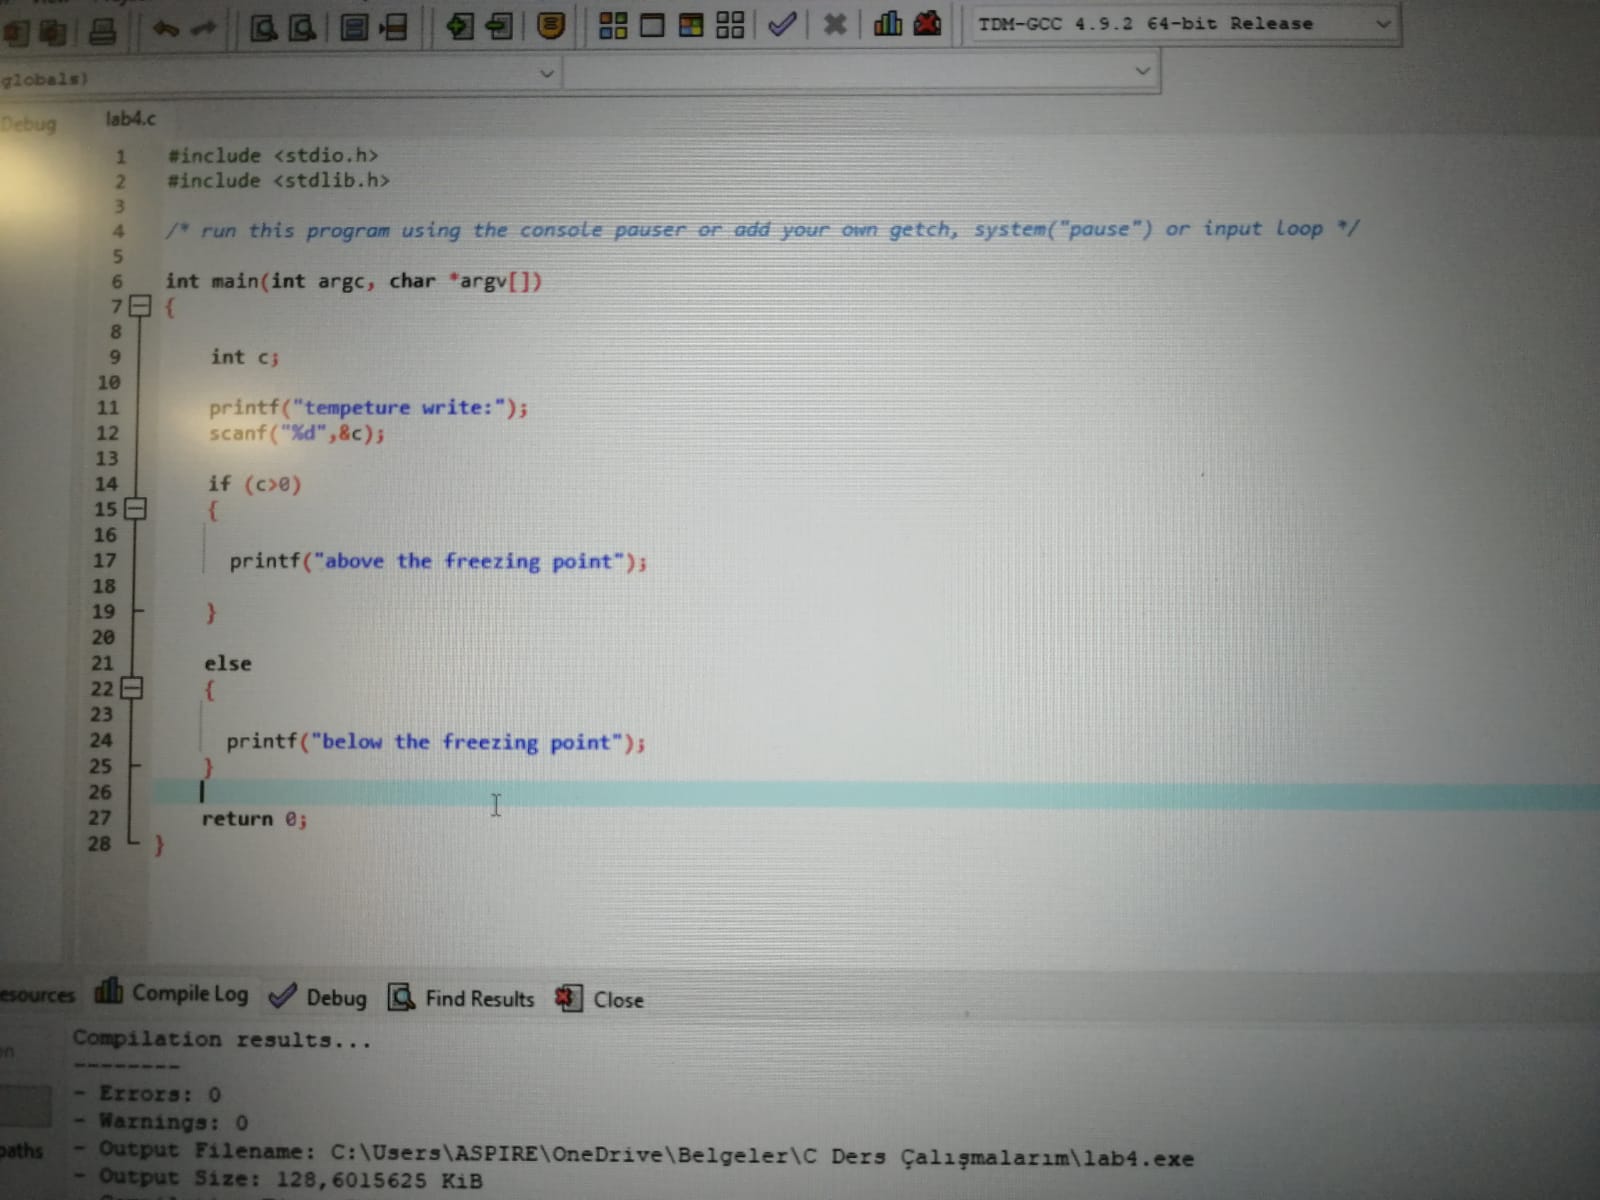 TDM-GCC 4.9.2 64-bit Release
globals)
Debug
lab4.c
1 #include <stdio.h>
2 #include <stdlib.h>
3
4 /* run this program using the console pauser or add your own getch, system("pause") or input loop */
5
6 int main(int argc, char *argv[])
7 {
8
9 int c;
10
11 printf("tempeture write:");
12 scanf("%d",&c);
13
14 if (c>0)
15 {
16
17 printf("above the freezing point");
18
19 }
20
21 else
22 {
23
24 printf("below the freezing point");
25 }
26
27 return 0;
28 }
esources Compile Log Debug Find Results Close
Compilation results...
--------
- Errors: 0
- Warnings: 0
paths
- Output Filename: C:\Users\ASPIRE\OneDrive\Belgeler\C Ders Çalışmalarım\lab4.exe
- Output Size: 128,6015625 KiB